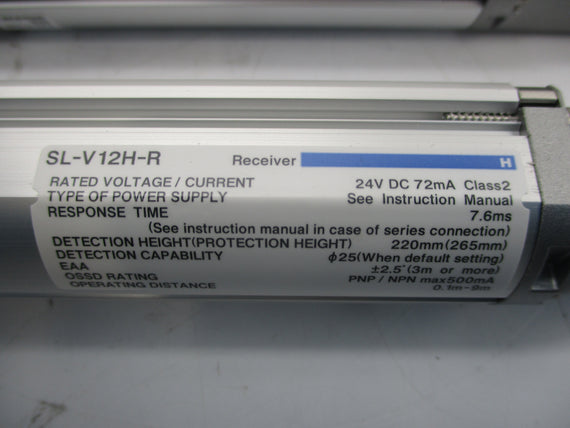 SL-V12H-R Receiver H
RATED VOLTAGE / CURRENT 24V DC 72mA Class2
TYPE OF POWER SUPPLY See Instruction Manual
RESPONSE TIME 7.6ms
(See instruction manual in case of series connection)
DETECTION HEIGHT(PROTECTION HEIGHT) 220mm(265mm)
DETECTION CAPABILITY ϕ25(When default setting)
EAA ±2.5°(3m or more)
OSSD RATING PNP / NPN max500mA
OPERATING DISTANCE 0.1m-9m